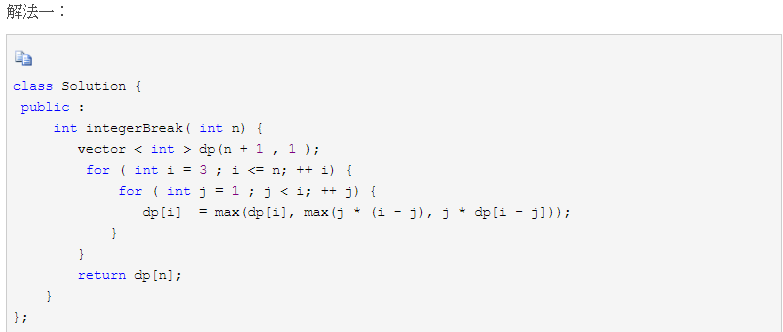 解法一：
class Solution {
 public :
     int integerBreak( int n) {
        vector < int > dp(n + 1 , 1 );
         for ( int i = 3 ; i <= n; ++ i) {
             for ( int j = 1 ; j < i; ++ j) {
                dp[i]  = max(dp[i], max(j * (i - j), j * dp[i - j]));
            }
        }
        return dp[n];
    }
};